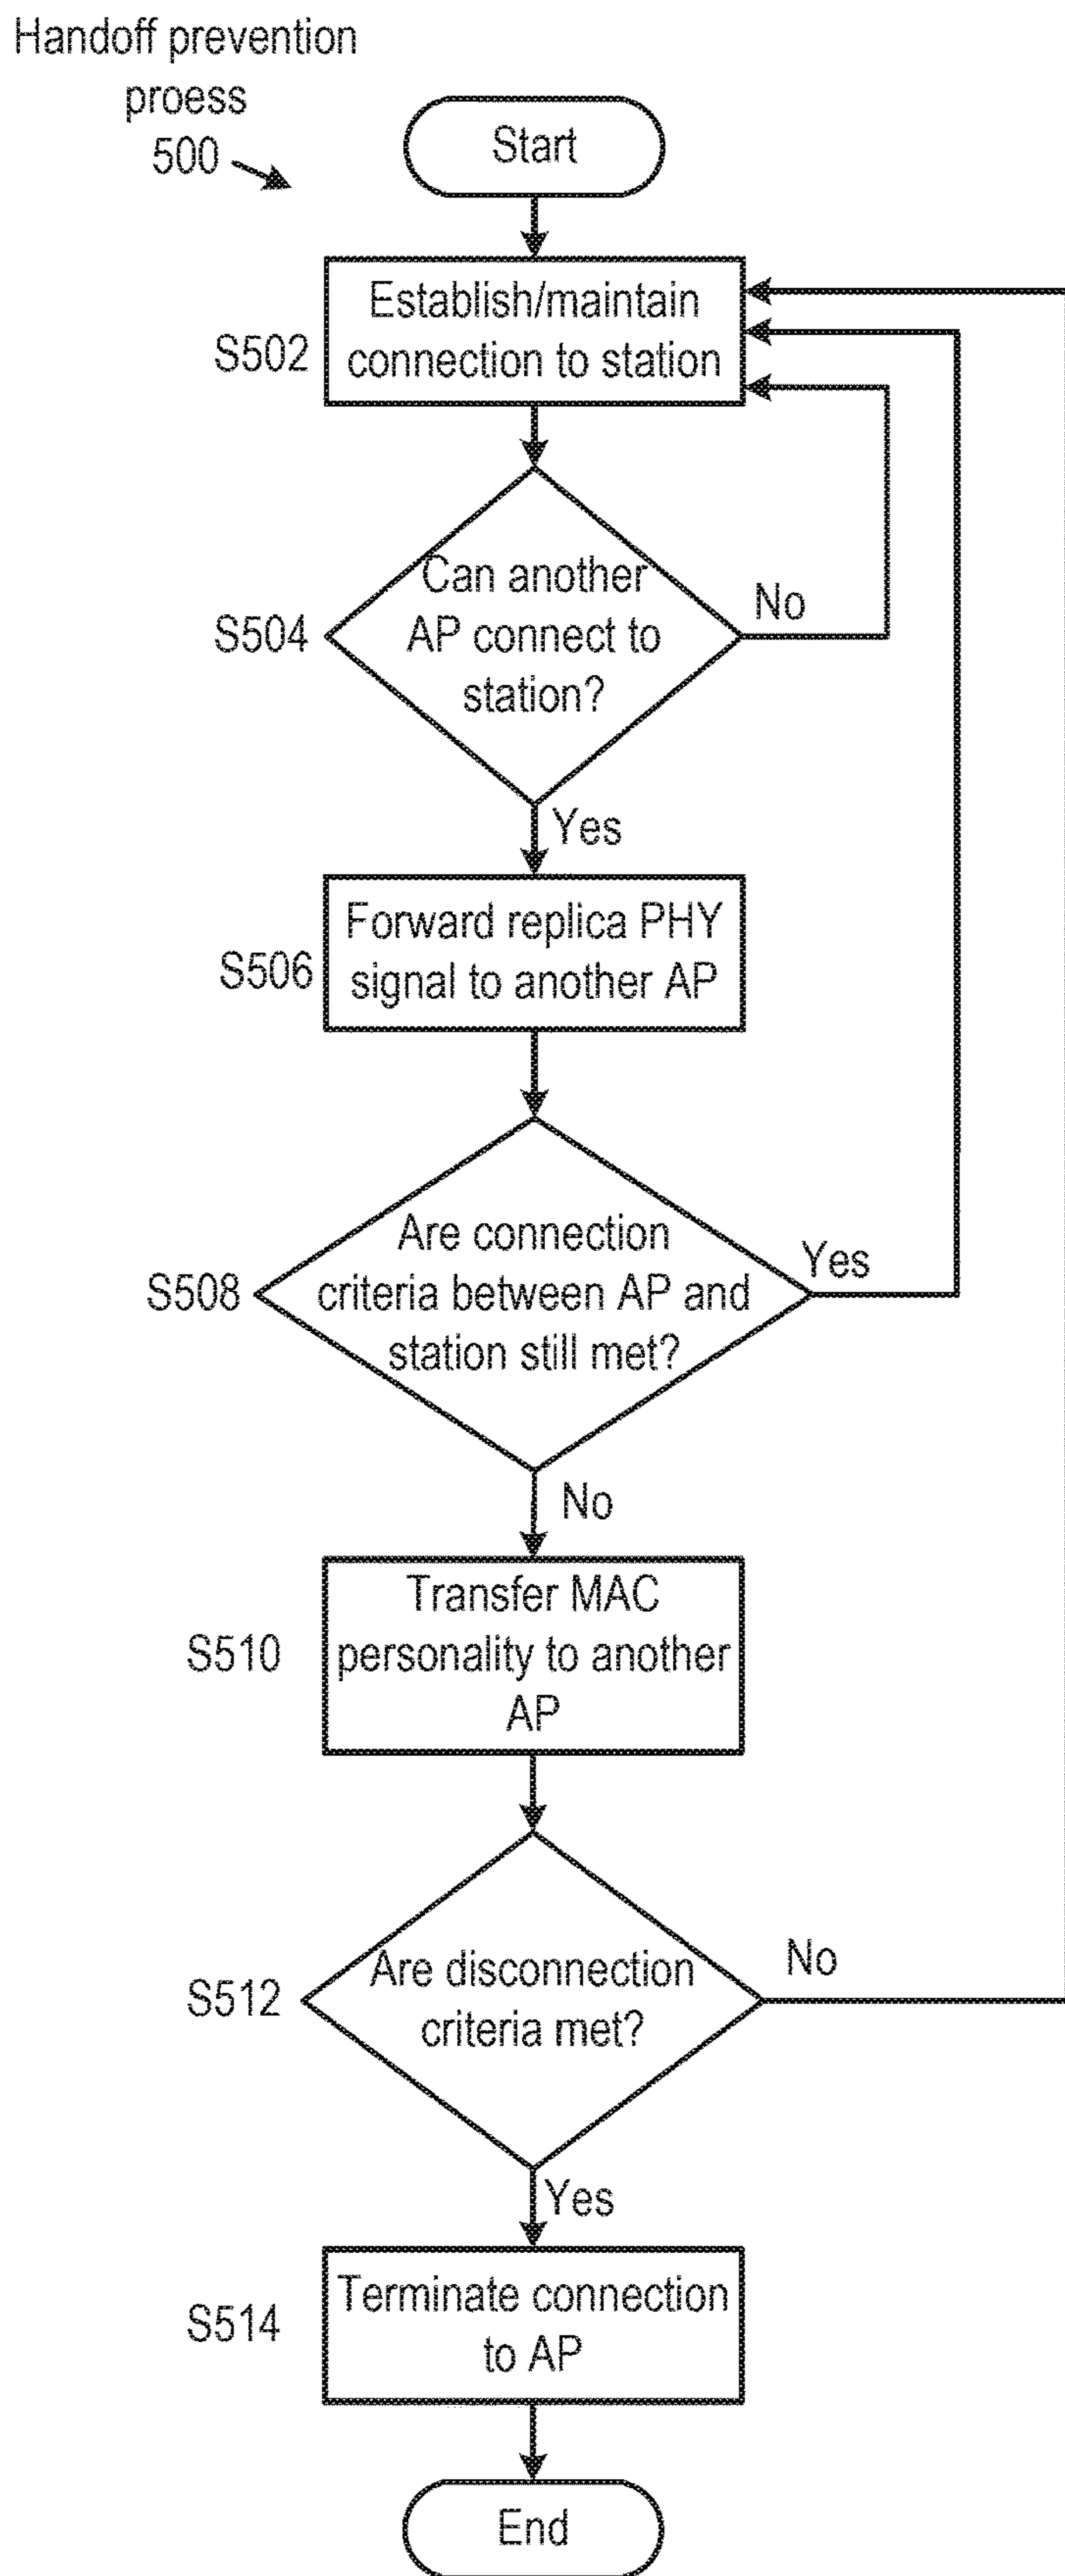 Handoff prevention
proess
500
Start
Establish/maintain
connection to station
S502
Can another
AP connect to
station?
S504
No
Yes
Forward replica PHY
signal to another AP
S506
Are connection
criteria between AP and
station still met?
S508
Yes
No
Transfer MAC
personality to another
AP
S510
Are disconnection
criteria met?
S512
No
Yes
Terminate connection
to AP
S514
End